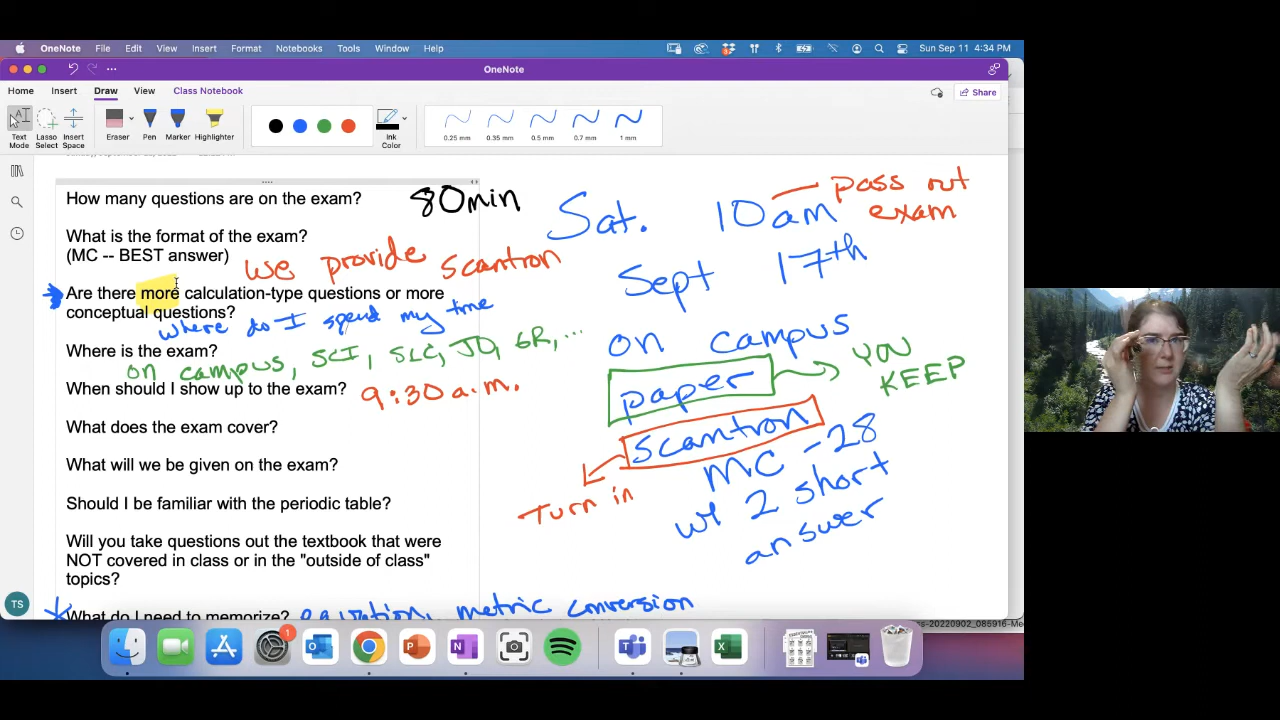 OneNote File Edit View Insert Format Notebooks Tools Window Help Sun Sep 11 4:34 PM
OneNote
Home Insert Draw View Class Notebook Share
Text Mode Lasso Select Insert Space Eraser Pen Marker Highlighter Ink Color 0.25 mm 0.35 mm 0.5 mm 0.7 mm 1 mm
How many questions are on the exam?
80min
What is the format of the exam?
(MC -- BEST answer)
we provide scantron
Are there more calculation-type questions or more
conceptual questions?
where do I spend my time
Where is the exam?
on campus, SCI, SLC, JO, GR, ...
When should I show up to the exam?
9:30 a.m.
What does the exam cover?
What will we be given on the exam?
Should I be familiar with the periodic table?
Will you take questions out the textbook that were
NOT covered in class or in the "outside of class"
topics?
What do I need to memorize?
equation, metric conversion
Sat. 10am
pass out
exam
Sept 17th
on campus
paper
YOU
KEEP
scantron
Turn in
MC - 28
w/ 2 short
answer
TS
1